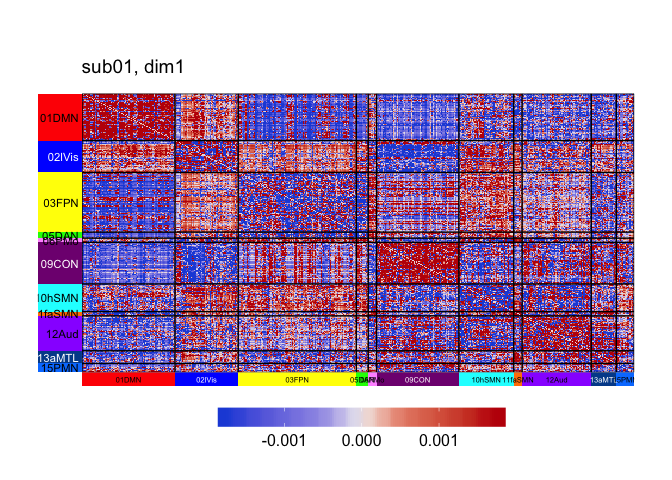 sub01, dim1
01DMN
02lVis
03FPN
05DAN
09CON
10hSMN
12Aud
13aMTL
15PMN
01DMN 02lVis 03FPN 09CON 10hSMN 12Aud 13aMTL
-0.001 0.000 0.001